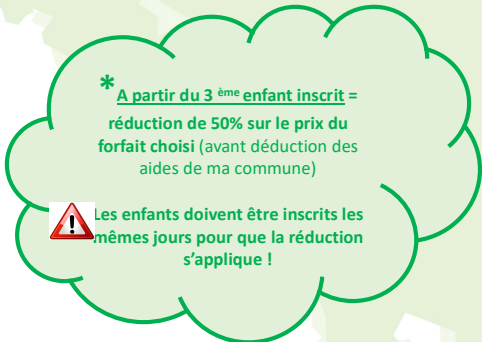 *A partir du 3 ème enfant inscrit =
réduction de 50% sur le prix du
forfait choisi (avant déduction des
aides de ma commune)
Les enfants doivent être inscrits les
mêmes jours pour que la réduction
s'applique !